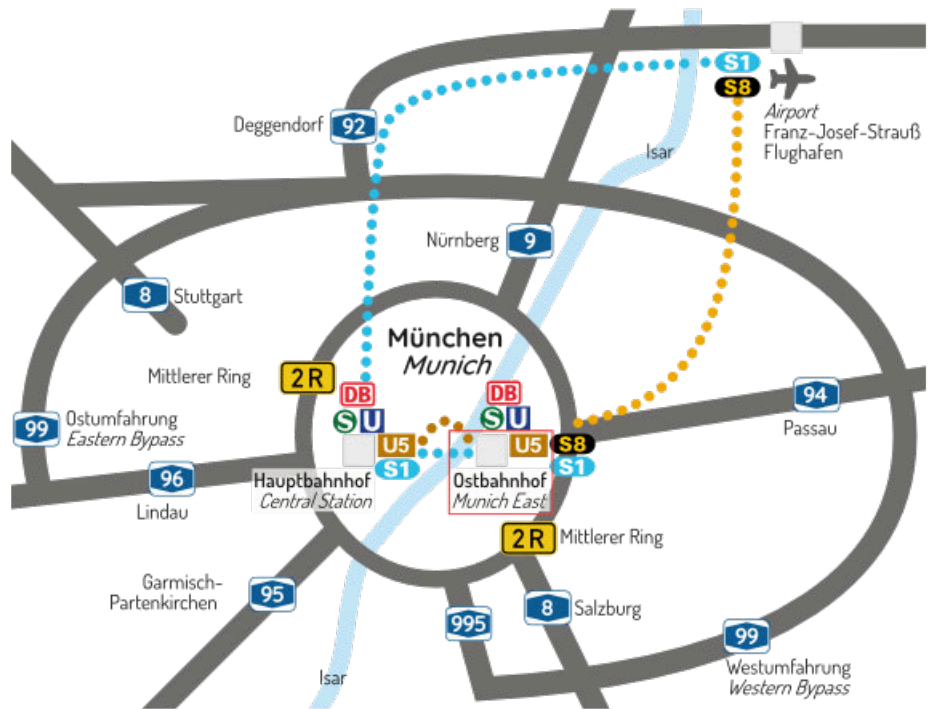 S1
S8
Airport
Franz-Josef-Strauß
Flughafen
Deggendorf
92
Isar
Nürnberg
9
8
Stuttgart
München
Munich
Mittlerer Ring
2R
DB
S
U
U5
S1
Hauptbahnhof
Central Station
DB
S
U
U5
S8
S1
Ostbahnhof
Munich East
94
Passau
99
Ostumfahrung
Eastern Bypass
96
Lindau
2R
Mittlerer Ring
Garmisch-
Partenkirchen
95
995
8
Salzburg
99
Westumfahrung
Western Bypass
Isar